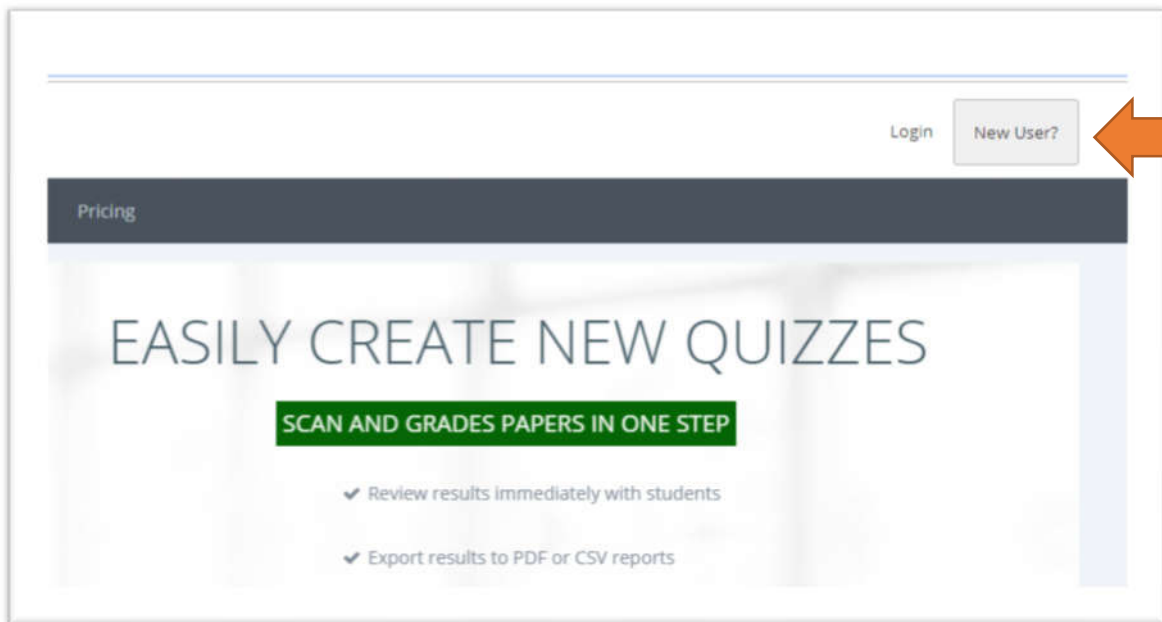 Login New User?
Pricing
EASILY CREATE NEW QUIZZES
SCAN AND GRADES PAPERS IN ONE STEP
✔ Review results immediately with students
✔ Export results to PDF or CSV reports